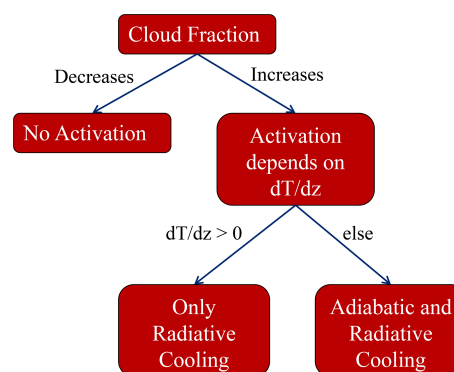 Cloud Fraction
Decreases
Increases
No Activation
Activation
depends on
dT/dz
dT/dz > 0
else
Only
Radiative
Cooling
Adiabatic and
Radiative
Cooling